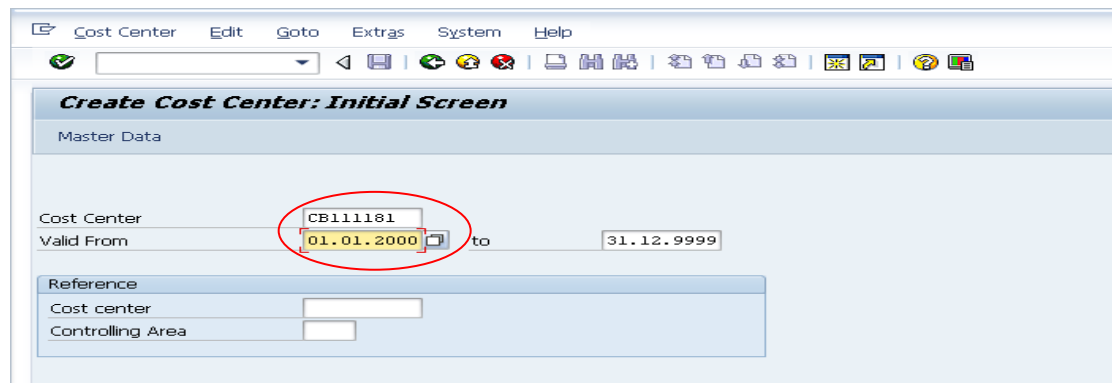 Cost Center Edit Goto Extras System Help
Create Cost Center: Initial Screen
Master Data
Cost Center CB111181
Valid From 01.01.2000 to 31.12.9999
Reference
Cost center
Controlling Area